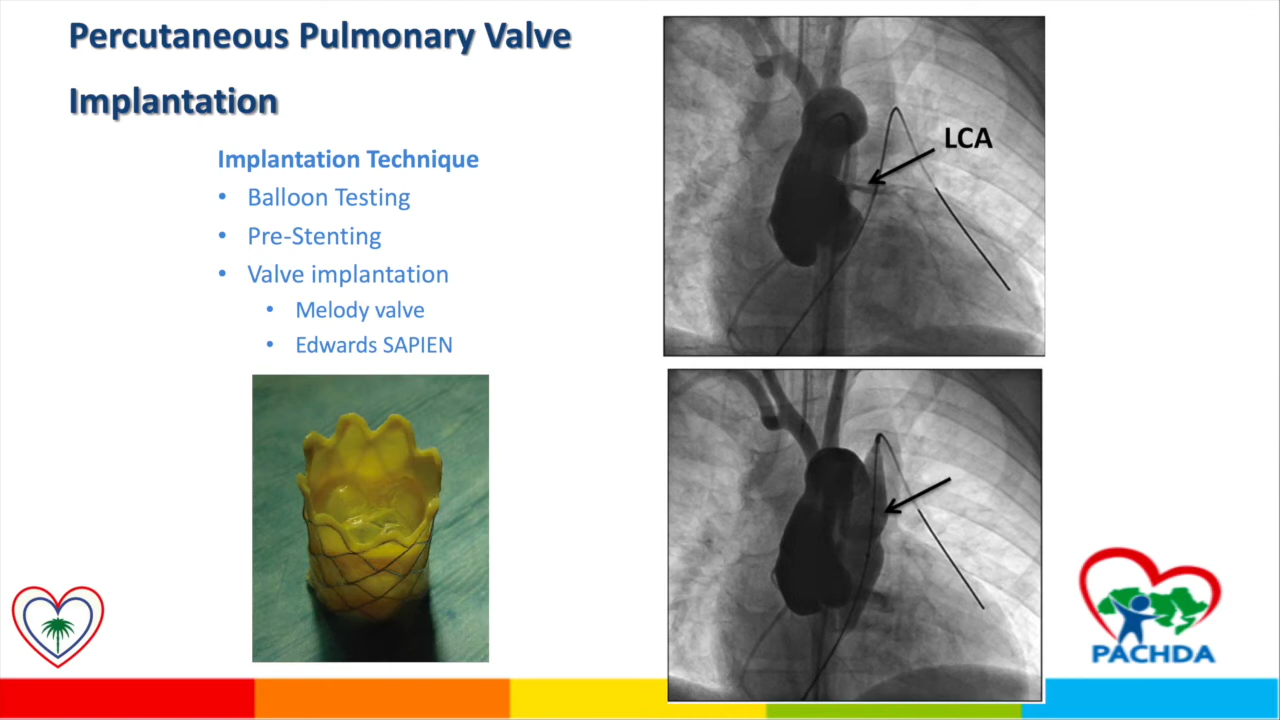 Percutaneous Pulmonary Valve
Implantation
Implantation Technique
• Balloon Testing
• Pre-Stenting
• Valve implantation
• Melody valve
• Edwards SAPIEN
LCA
PACHDA